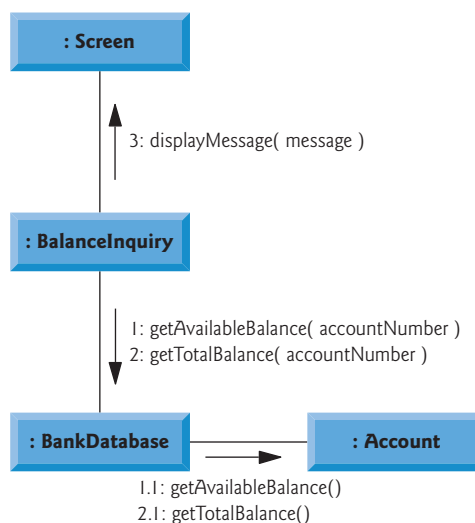 : Screen
3: displayMessage( message )
: BalanceInquiry
1: getAvailableBalance( accountNumber )
2: getTotalBalance( accountNumber )
: BankDatabase
: Account
1.1: getAvailableBalance()
2.1: getTotalBalance()